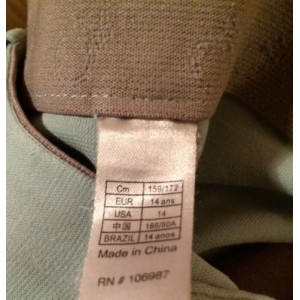 Cm 159/172
EUR 14 ans
USA 14
中国 160/80A
BRAZIL 14 anos
Made in China
RN # 106987